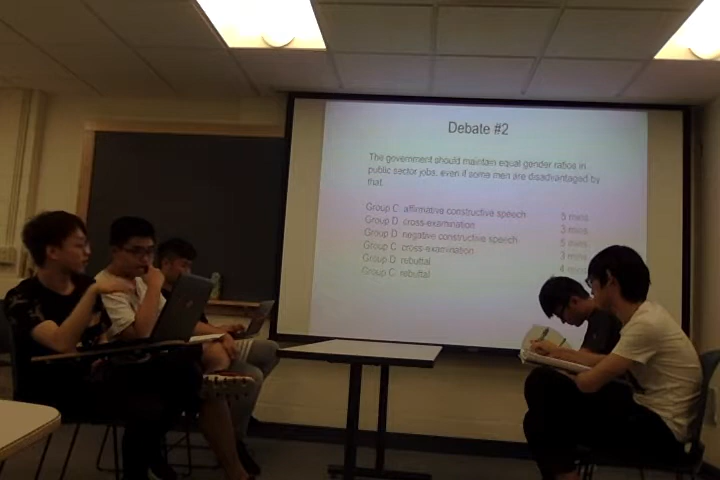 Debate #2
The government should maintain equal gender ratios in
public sector jobs, even if some men are disadvantaged by
that.
Group C: affirmative constructive speech 5 mins
Group D: cross-examination 3 mins
Group D: negative constructive speech 5 mins
Group C: cross-examination 3 mins
Group D: rebuttal 4 mins
Group C: rebuttal